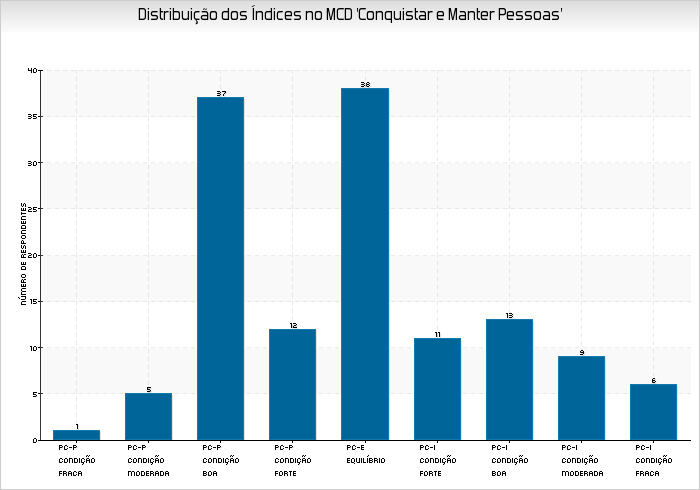 Distribuição dos Índices no MCD 'Conquistar e Manter Pessoas'
NÚMERO DE RESPONDENTES
40
35
30
25
20
15
10
5
0
1
5
37
12
38
11
13
9
6
PC-P
CONDIÇÃO
FRACA
PC-P
CONDIÇÃO
MODERADA
PC-P
CONDIÇÃO
BOA
PC-P
CONDIÇÃO
FORTE
PC-E
EQUILÍBRIO
PC-I
CONDIÇÃO
FORTE
PC-I
CONDIÇÃO
BOA
PC-I
CONDIÇÃO
MODERADA
PC-I
CONDIÇÃO
FRACA